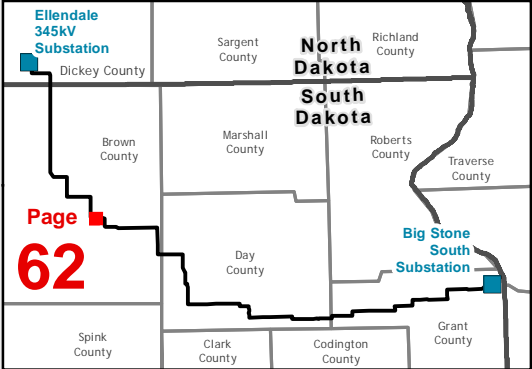 Ellendale
345kV
Substation
Dickey County
Sargent
County
North
Dakota
Richland
County
South
Dakota
Brown
County
Marshall
County
Roberts
County
Traverse
County
Page
62
Day
County
Big Stone
South
Substation
Spink
County
Clark
County
Codington
County
Grant
County